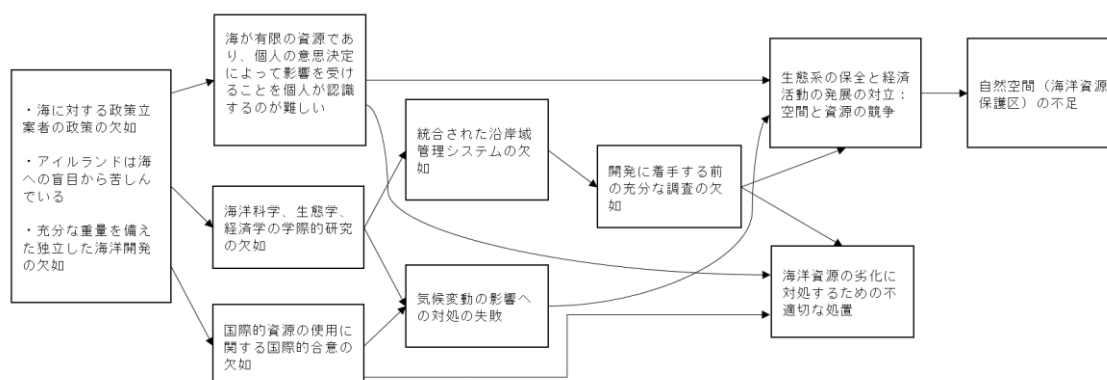 ・海に対する政策立
案者の政策の欠如
・アイルランドは海
への盲目から苦しん
でいる
・充分な重量を備え
た独立した海洋開発
の欠如
海が有限の資源であ
り、個人の意思決定
によって影響を受け
ることを個人が認識
するのが難しい
海洋科学、生態学、
経済学の学際的研究
の欠如
国際的資源の使用に
関する国際的合意の
欠如
統合された沿岸域
管理システムの欠
如
気候変動の影響へ
の対処の失敗
開発に着手する前
の充分な調査の欠
如
生態系の保全と経済
活動の発展の対立：
空間と資源の競争
海洋資源の劣化に
対処するための不
適切な処置
自然空間（海洋資源
保護区）の不足